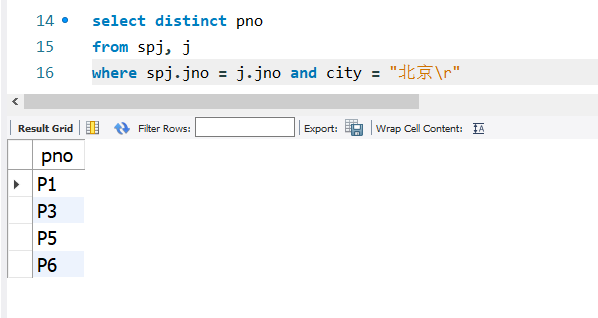 14 select distinct pno
15 from spj, j
16 where spj.jno = j.jno and city = "北京\r"
Result Grid Filter Rows: Export: Wrap Cell Content: IA
pno
P1
P3
P5
P6